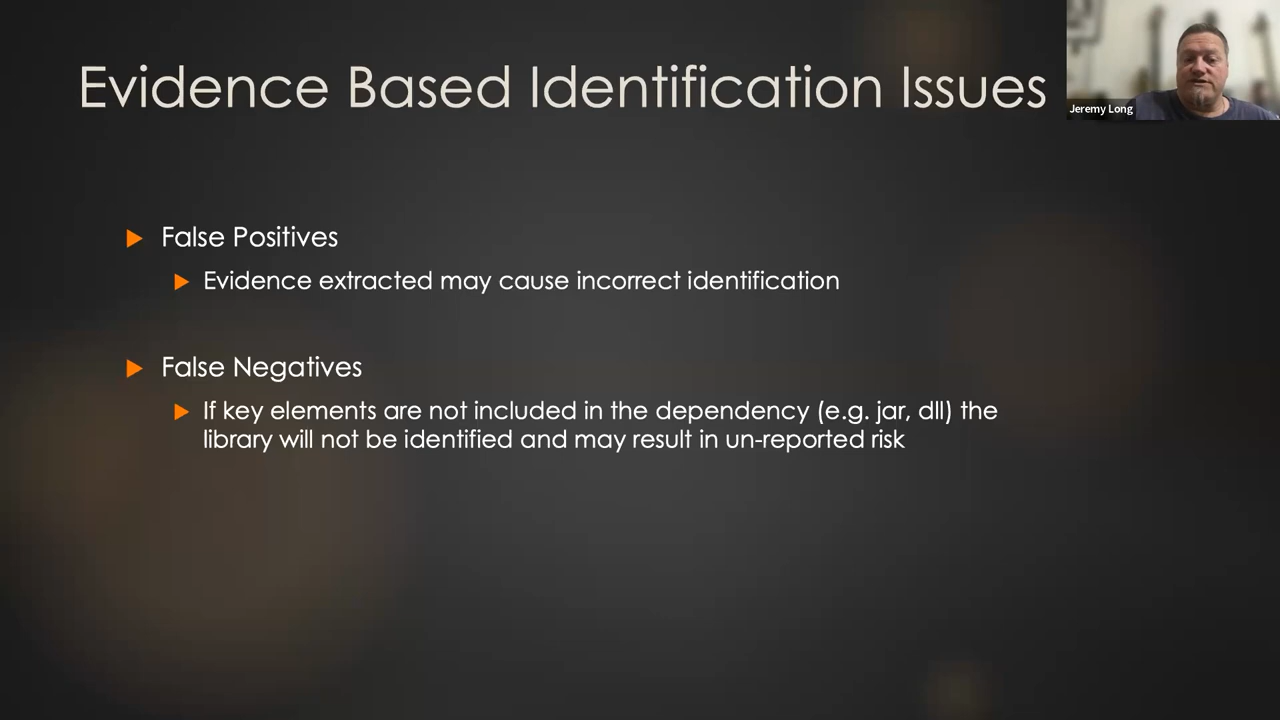 Evidence Based Identification Issues
Jeremy Long
False Positives
Evidence extracted may cause incorrect identification
False Negatives
If key elements are not included in the dependency (e.g. jar, dll) the
library will not be identified and may result in un-reported risk